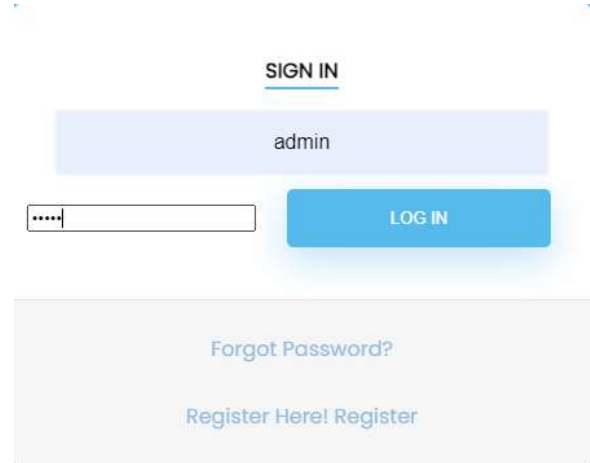 SIGN IN
admin
••••• LOG IN
Forgot Password?
Register Here! Register